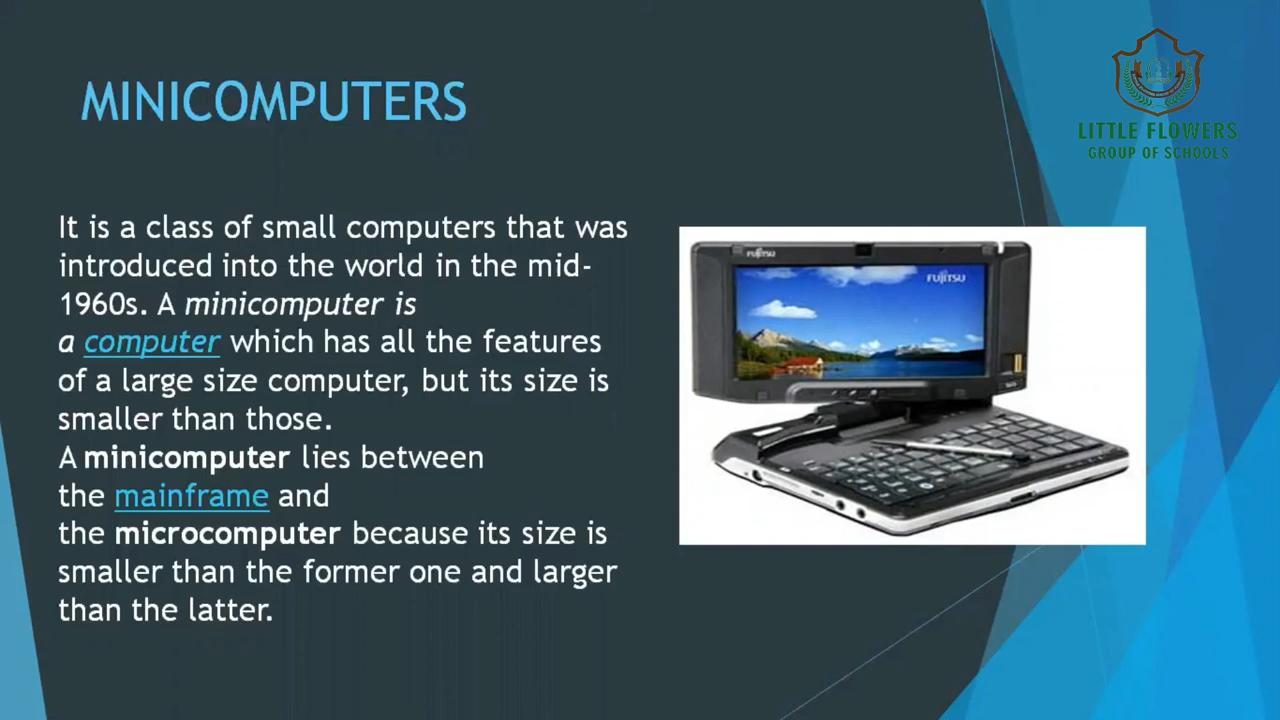 MINICOMPUTERS
LITTLE FLOWERS
GROUP OF SCHOOLS
It is a class of small computers that was
introduced into the world in the mid-
1960s. A minicomputer is
a computer which has all the features
of a large size computer, but its size is
smaller than those.
A minicomputer lies between
the mainframe and
the microcomputer because its size is
smaller than the former one and larger
than the latter.
FUJITSU
FUJITSU